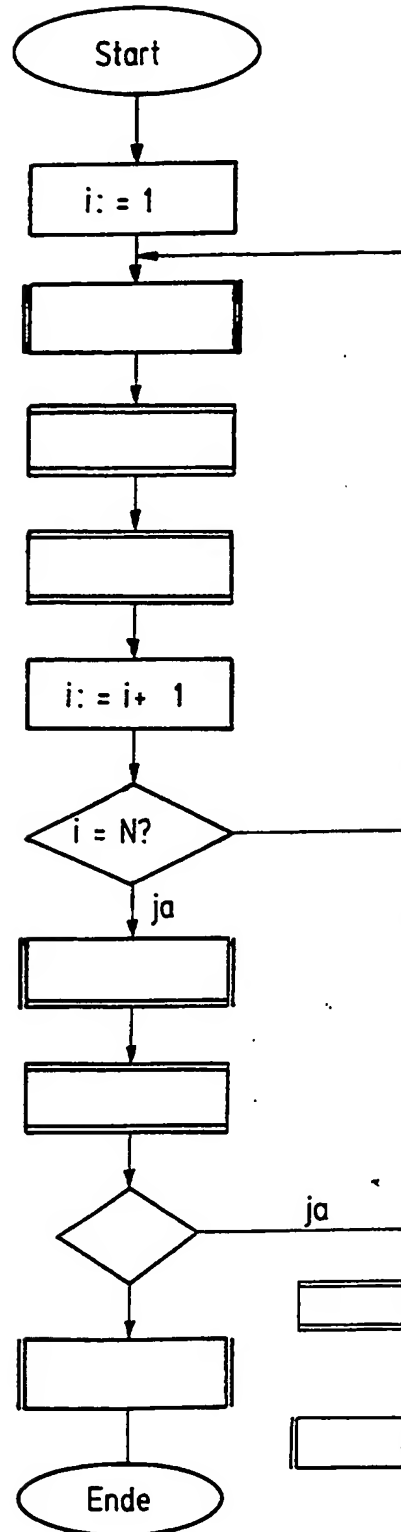 Start
i: = 1
i: = i+ 1
i = N?
ja
ja
Ende